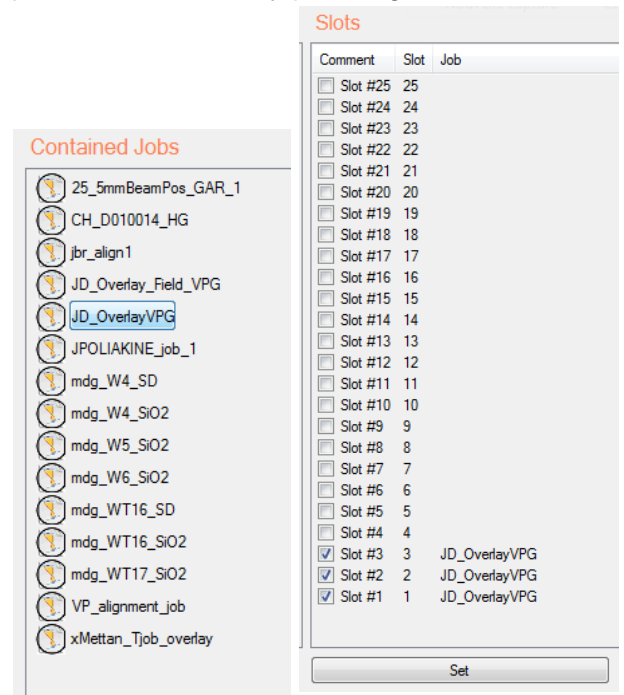 Slots
Comment Slot Job
Slot #25 25
Slot #24 24
Slot #23 23
Slot #22 22
Slot #21 21
Slot #20 20
Slot #19 19
Slot #18 18
Slot #17 17
Slot #16 16
Slot #15 15
Slot #14 14
Slot #13 13
Slot #12 12
Slot #11 11
Slot #10 10
Slot #9 9
Slot #8 8
Slot #7 7
Slot #6 6
Slot #5 5
Slot #4 4
Slot #3 3 JD_OverlayVPG
Slot #2 2 JD_OverlayVPG
Slot #1 1 JD_OverlayVPG
Set
Contained Jobs
25_5mmBeamPos_GAR_1
CH_D010014_HG
jbr_align1
JD_Overlay_Field_VPG
JD_OverlayVPG
JPOLIAKINE_job_1
mdg_W4_SD
mdg_W4_SiO2
mdg_W5_SiO2
mdg_W6_SiO2
mdg_WT16_SD
mdg_WT16_SiO2
mdg_WT17_SiO2
VP_alignment_job
xMettan_Tjob_overlay